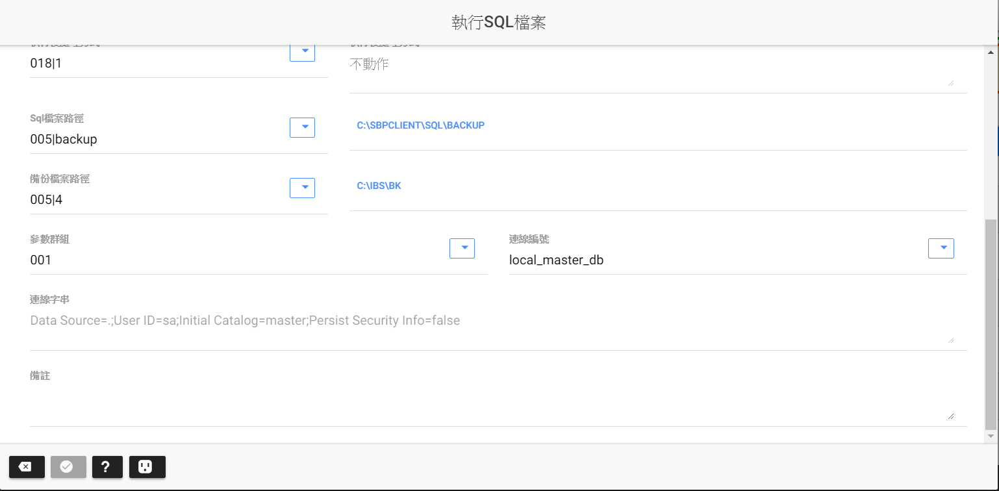 執行SQL檔案
018|1
不動作
Sql檔案路徑
005|backup
C:\SBPCLIENT\SQL\BACKUP
備份檔案路徑
005|4
C:\IBS\BK
參數群組
001
連線編號
local_master_db
連線字串
Data Source=.;User ID=sa;Initial Catalog=master;Persist Security Info=false
備註
?